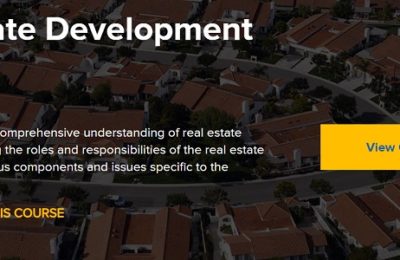 ate Development
omprehensive understanding of real estate
g the roles and responsibilities of the real estate
us components and issues specific to the
View
IS COURSE